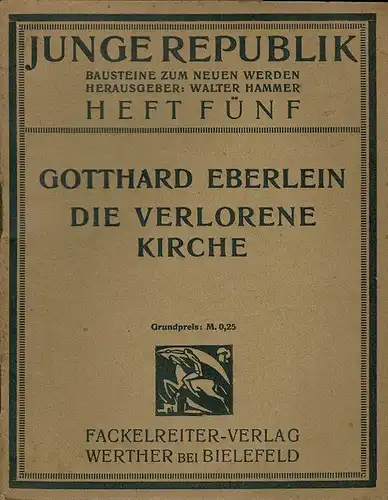 JUNGE REPUBLIK
BAUSTEINE ZUM NEUEN WERDEN
HERAUSGEBER: WALTER HAMMER
HEFT FÜNF
GOTTHARD EBERLEIN
DIE VERLORENE
KIRCHE
Grundpreis: M. 0,25
FACKELREITER-VERLAG
WERTHER BEI BIELEFELD